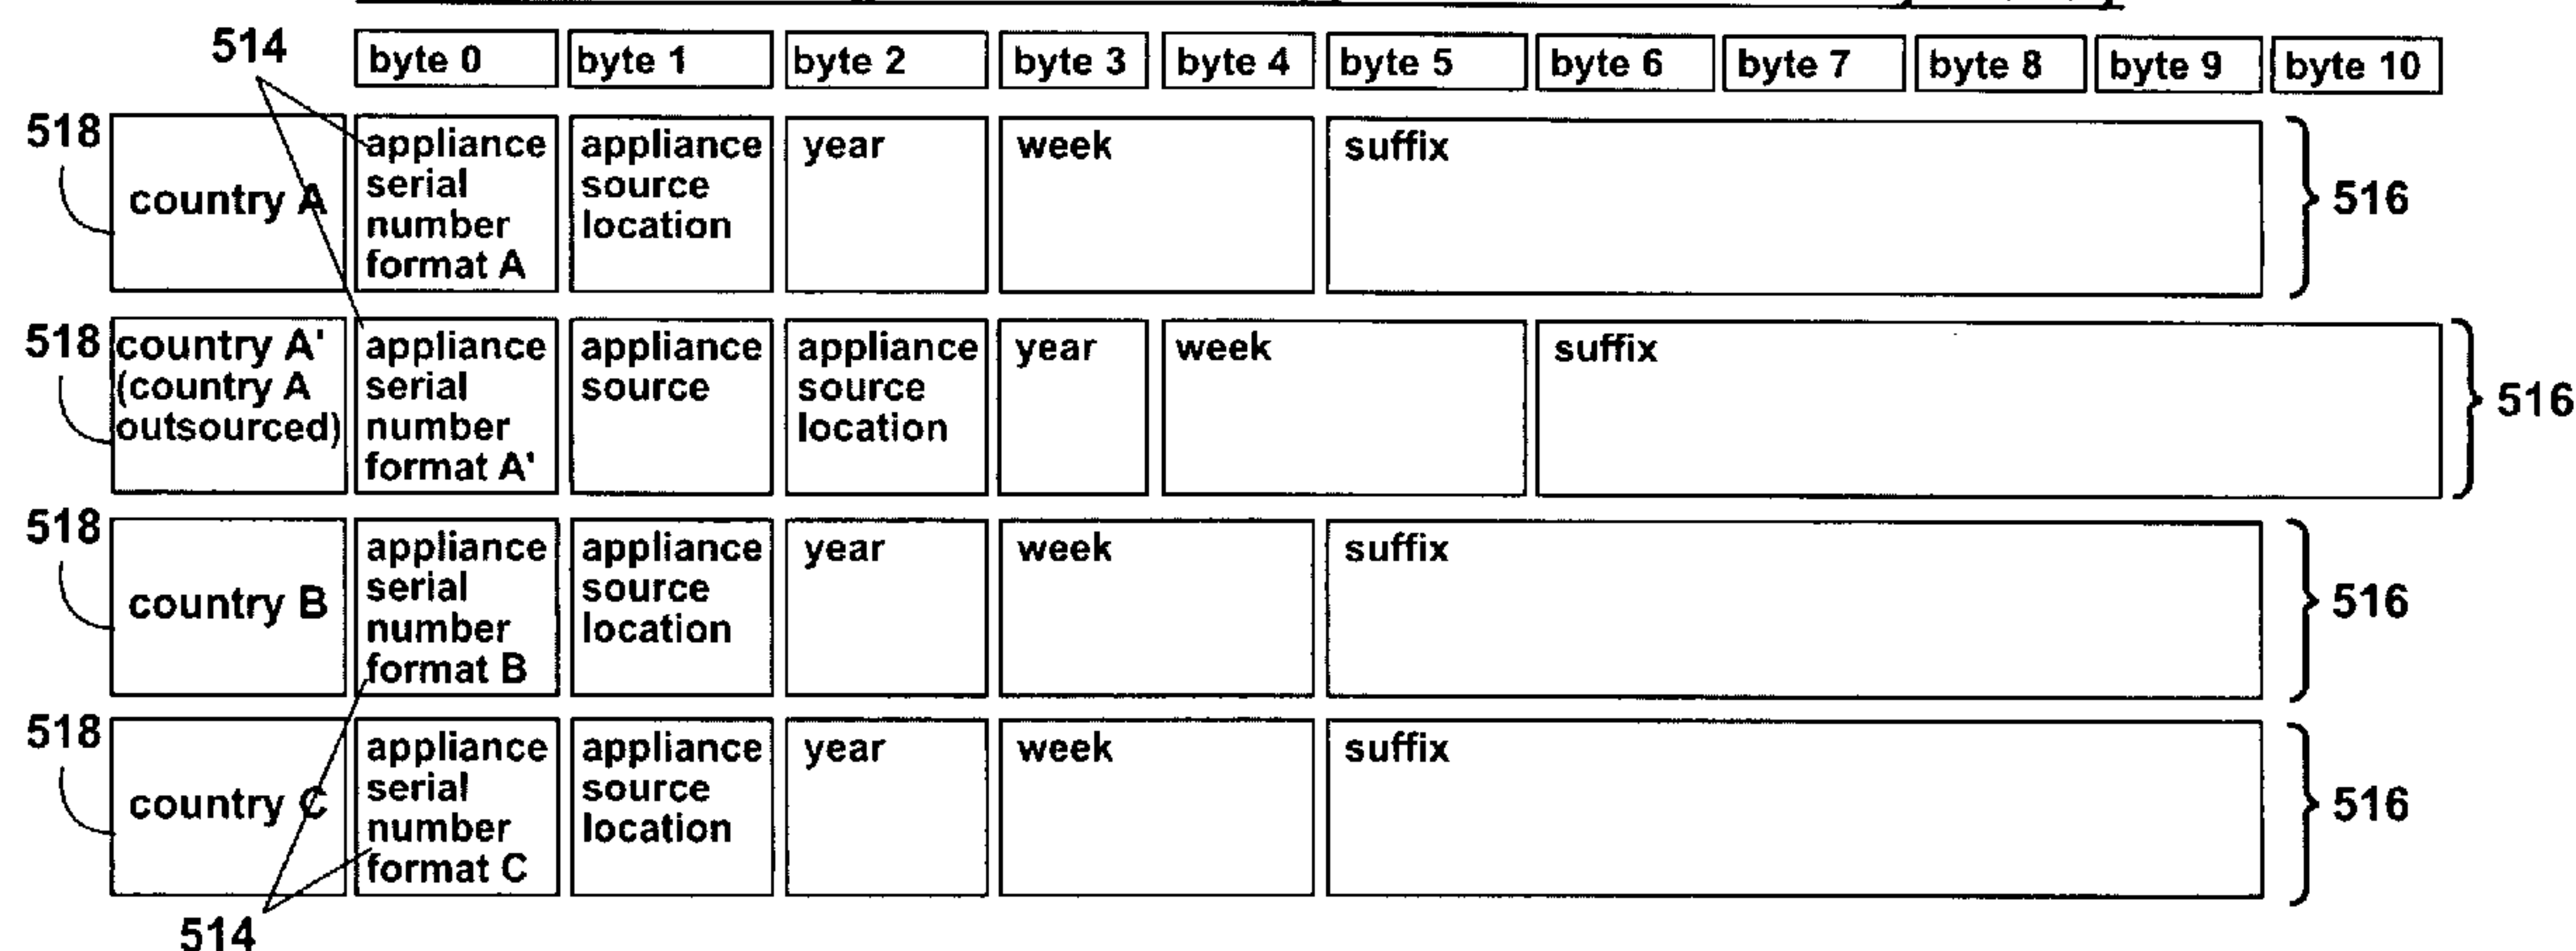 514
byte 0 byte 1 byte 2 byte 3 byte 4 byte 5 byte 6 byte 7 byte 8 byte 9 byte 10
518
country A
appliance
serial
number
format A
appliance
source
location
year
week
suffix
516
518
country A'
(country A
outsourced)
appliance
serial
number
format A'
appliance
source
appliance
source
location
year
week
suffix
516
518
country B
appliance
serial
number
format B
appliance
source
location
year
week
suffix
516
518
country C
appliance
serial
number
format C
appliance
source
location
year
week
suffix
516
514